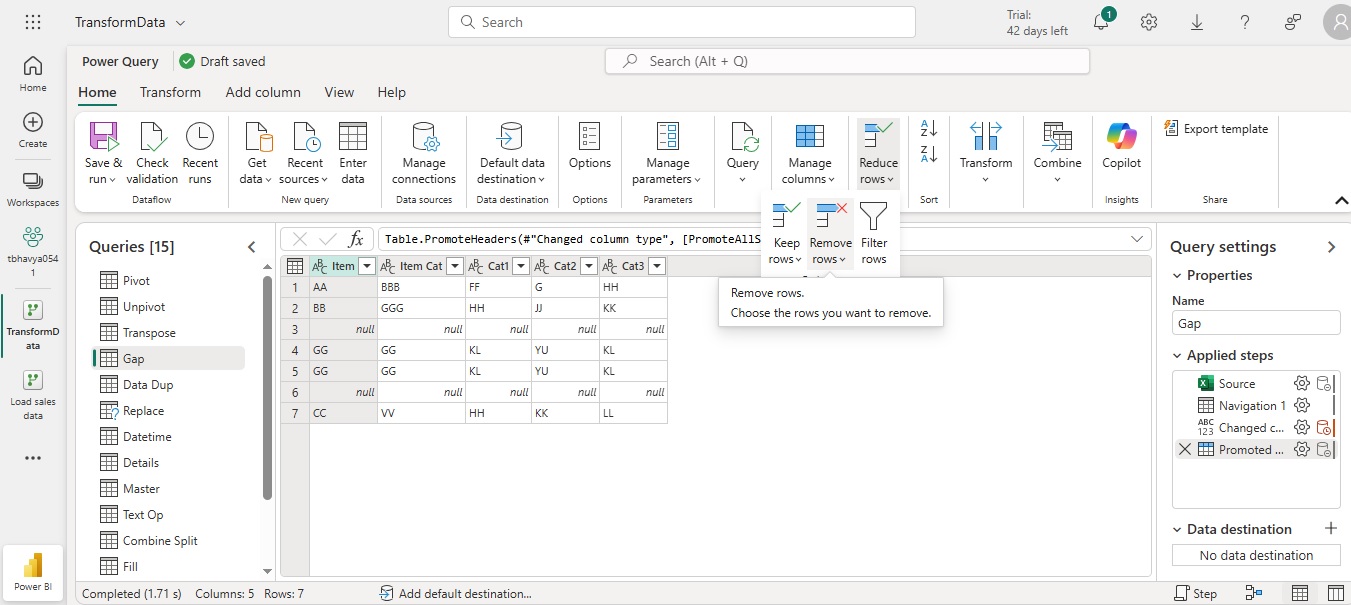 TransformData
Search
Trial:
42 days left
1
Home
Create
Workspaces
tbhavya054
1
TransformD
ata
Load sales
data
Power BI
Power Query
Draft saved
Search (Alt + Q)
Home Transform Add column View Help
Save &
run
Check
validation
Recent
runs
Dataflow
Get
data
Recent
sources
Enter
data
New query
Manage
connections
Data sources
Default data
destination
Data destination
Options
Options
Manage
parameters
Parameters
Query
Manage
columns
Reduce
rows
Sort
Transform
Combine
Copilot
Insights
Export template
Share
Keep
rows
Remove
rows
Filter
rows
Remove rows.
Choose the rows you want to remove.
Queries [15]
Pivot
Unpivot
Transpose
Gap
Data Dup
Replace
Datetime
Details
Master
Text Op
Combine Split
Fill
fx
Table.PromoteHeaders(#"Changed column type", [PromoteAllS
Item Item Cat Cat1 Cat2 Cat3
1 AA BBB FF G HH
2 BB GGG HH JJ KK
3 null null null null null
4 GG GG KL YU KL
5 GG GG KL YU KL
6 null null null null null
7 CC VV HH KK LL
Query settings
Properties
Name
Gap
Applied steps
Source
Navigation 1
ABC
123
Changed c...
Promoted ...
Data destination
No data destination
Completed (1.71 s) Columns: 5 Rows: 7
Add default destination...
Step